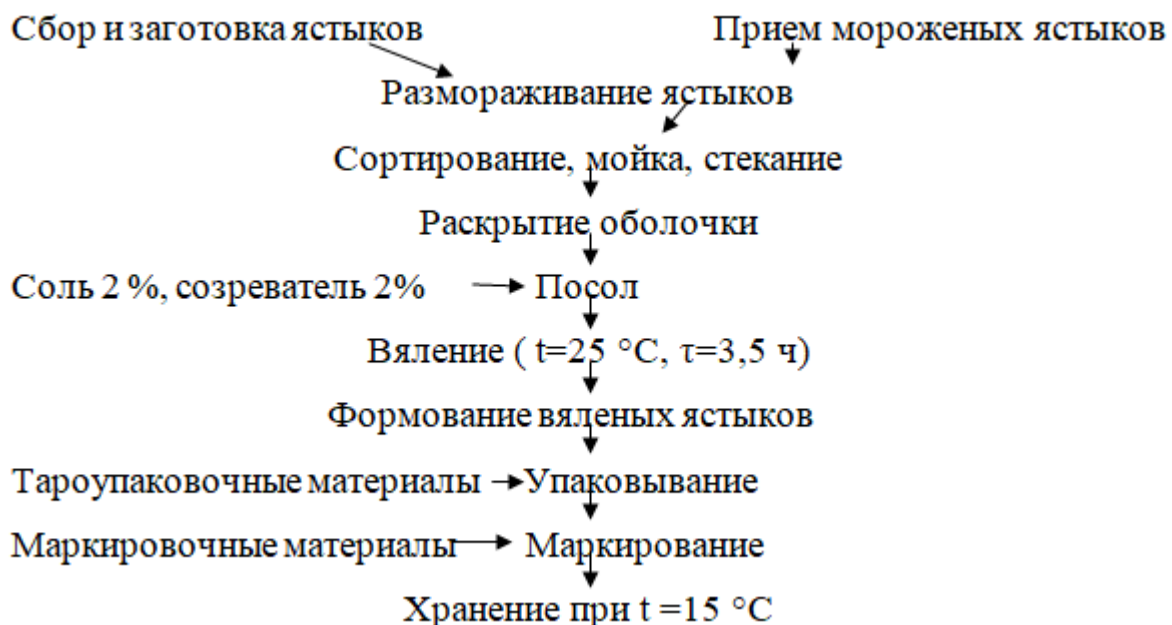 Сбор и заготовка ястыков
Прием мороженых ястыков
Размораживание ястыков
Сортирование, мойка, стекание
Раскрытие оболочки
Соль 2 %, созреватель 2%
Посол
Вяление ( t=25 °C, τ=3,5 ч)
Формование вяленых ястыков
Тароупаковочные материалы
Упаковывание
Маркировочные материалы
Маркирование
Хранение при t =15 °C